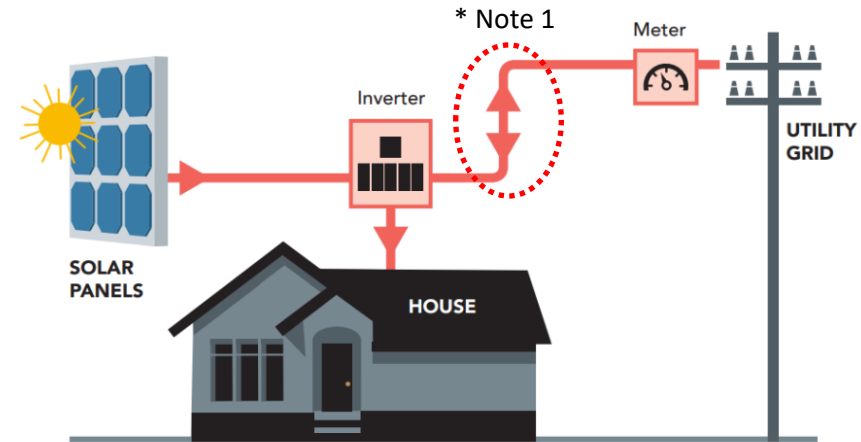 * Note 1
Meter
Inverter
UTILITY
GRID
SOLAR
PANELS
HOUSE